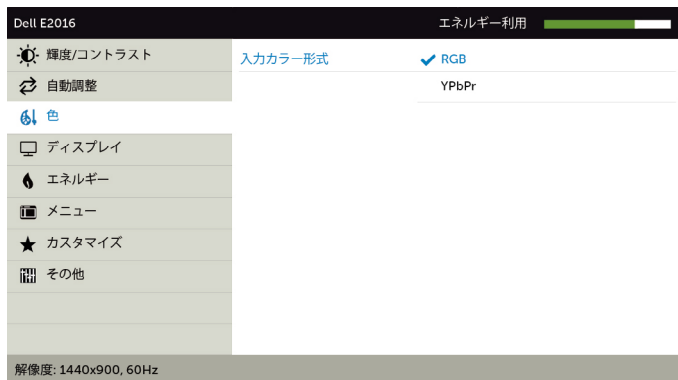 Dell E2016
エネルギー利用
輝度/コントラスト
自動調整
色
ディスプレイ
エネルギー
メニュー
カスタマイズ
その他
入力カラー形式
RGB
YPbPr
解像度: 1440x900, 60Hz